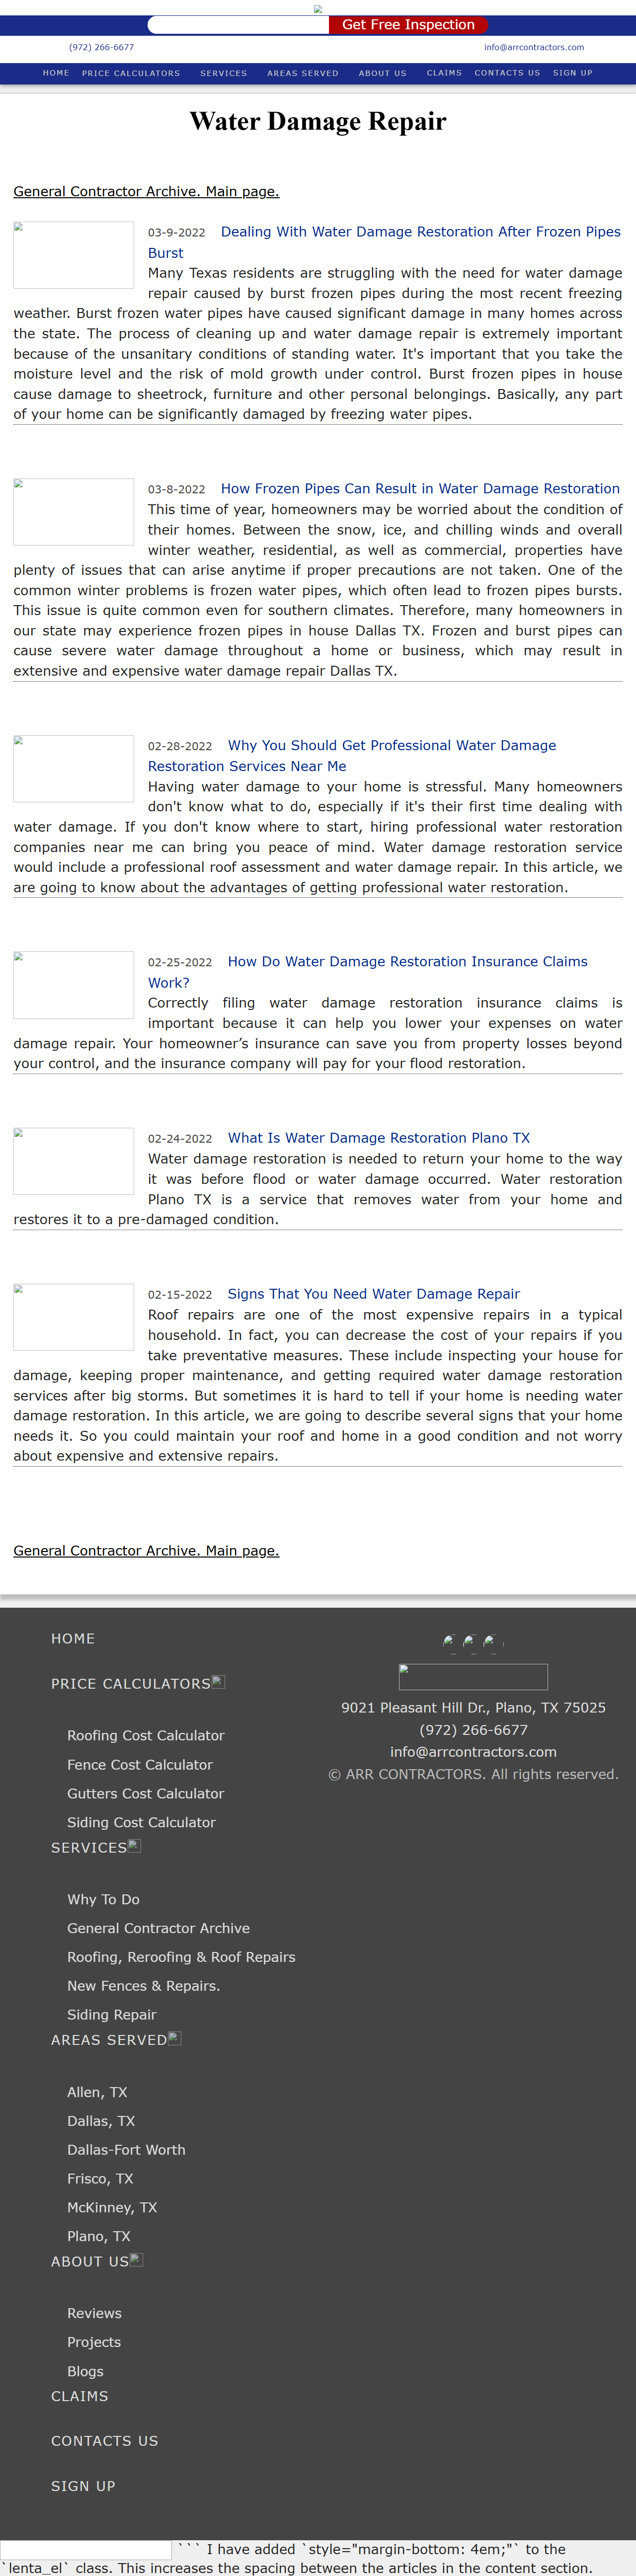 Get Free Inspection
(972) 266-6677
info@arrcontractors.com
HOME PRICE CALCULATORS SERVICES AREAS SERVED ABOUT US CLAIMS CONTACTS US SIGN UP
Water Damage Repair
General Contractor Archive. Main page.
03-9-2022 Dealing With Water Damage Restoration After Frozen Pipes
Burst
Many Texas residents are struggling with the need for water damage
repair caused by burst frozen pipes during the most recent freezing
weather. Burst frozen water pipes have caused significant damage in many homes across
the state. The process of cleaning up and water damage repair is extremely important
because of the unsanitary conditions of standing water. It's important that you take the
moisture level and the risk of mold growth under control. Burst frozen pipes in house
cause damage to sheetrock, furniture and other personal belongings. Basically, any part
of your home can be significantly damaged by freezing water pipes.
03-8-2022 How Frozen Pipes Can Result in Water Damage Restoration
This time of year, homeowners may be worried about the condition of
their homes. Between the snow, ice, and chilling winds and overall
winter weather, residential, as well as commercial, properties have
plenty of issues that can arise anytime if proper precautions are not taken. One of the
common winter problems is frozen water pipes, which often lead to frozen pipes bursts.
This issue is quite common even for southern climates. Therefore, many homeowners in
our state may experience frozen pipes in house Dallas TX. Frozen and burst pipes can
cause severe water damage throughout a home or business, which may result in
extensive and expensive water damage repair Dallas TX.
02-28-2022 Why You Should Get Professional Water Damage
Restoration Services Near Me
Having water damage to your home is stressful. Many homeowners
don't know what to do, especially if it's their first time dealing with
water damage. If you don't know where to start, hiring professional water restoration
companies near me can bring you peace of mind. Water damage restoration service
would include a professional roof assessment and water damage repair. In this article, we
are going to know about the advantages of getting professional water restoration.
02-25-2022 How Do Water Damage Restoration Insurance Claims
Work?
Correctly filing water damage restoration insurance claims is
important because it can help you lower your expenses on water
damage repair. Your homeowner’s insurance can save you from property losses beyond
your control, and the insurance company will pay for your flood restoration.
02-24-2022 What Is Water Damage Restoration Plano TX
Water damage restoration is needed to return your home to the way
it was before flood or water damage occurred. Water restoration
Plano TX is a service that removes water from your home and
restores it to a pre-damaged condition.
02-15-2022 Signs That You Need Water Damage Repair
Roof repairs are one of the most expensive repairs in a typical
household. In fact, you can decrease the cost of your repairs if you
take preventative measures. These include inspecting your house for
damage, keeping proper maintenance, and getting required water damage restoration
services after big storms. But sometimes it is hard to tell if your home is needing water
damage restoration. In this article, we are going to describe several signs that your home
needs it. So you could maintain your roof and home in a good condition and not worry
about expensive and extensive repairs.
General Contractor Archive. Main page.
HOME
PRICE CALCULATORS
Roofing Cost Calculator
Fence Cost Calculator
Gutters Cost Calculator
Siding Cost Calculator
SERVICES
Why To Do
General Contractor Archive
Roofing, Reroofing & Roof Repairs
New Fences & Repairs.
Siding Repair
AREAS SERVED
Allen, TX
Dallas, TX
Dallas-Fort Worth
Frisco, TX
McKinney, TX
Plano, TX
ABOUT US
Reviews
Projects
Blogs
CLAIMS
CONTACTS US
SIGN UP
9021 Pleasant Hill Dr., Plano, TX 75025
(972) 266-6677
info@arrcontractors.com
© ARR CONTRACTORS. All rights reserved.
``` I have added `style="margin-bottom: 4em;"` to the
`lenta_el` class. This increases the spacing between the articles in the content section.